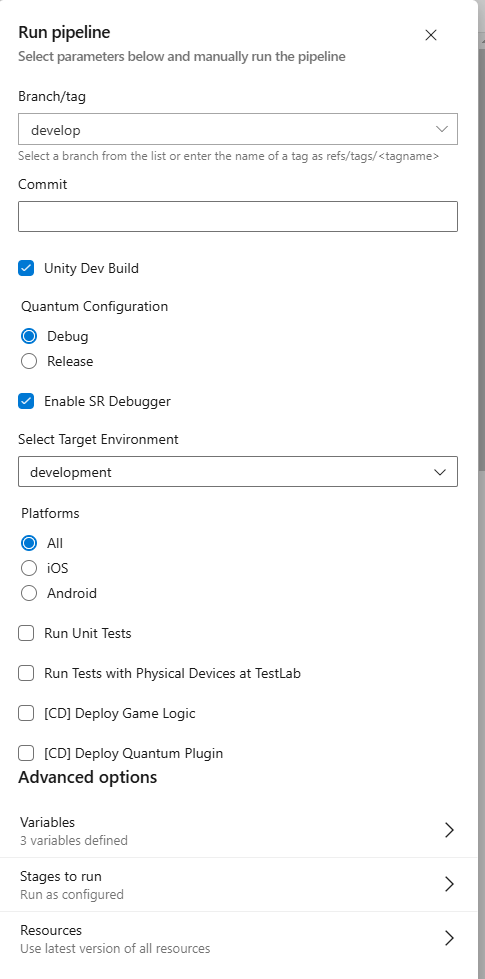 Run pipeline
Select parameters below and manually run the pipeline
Branch/tag
develop
Select a branch from the list or enter the name of a tag as refs/tags/<tagname>
Commit
Unity Dev Build
Quantum Configuration
Debug
Release
Enable SR Debugger
Select Target Environment
development
Platforms
All
iOS
Android
Run Unit Tests
Run Tests with Physical Devices at TestLab
[CD] Deploy Game Logic
[CD] Deploy Quantum Plugin
Advanced options
Variables
3 variables defined
Stages to run
Run as configured
Resources
Use latest version of all resources